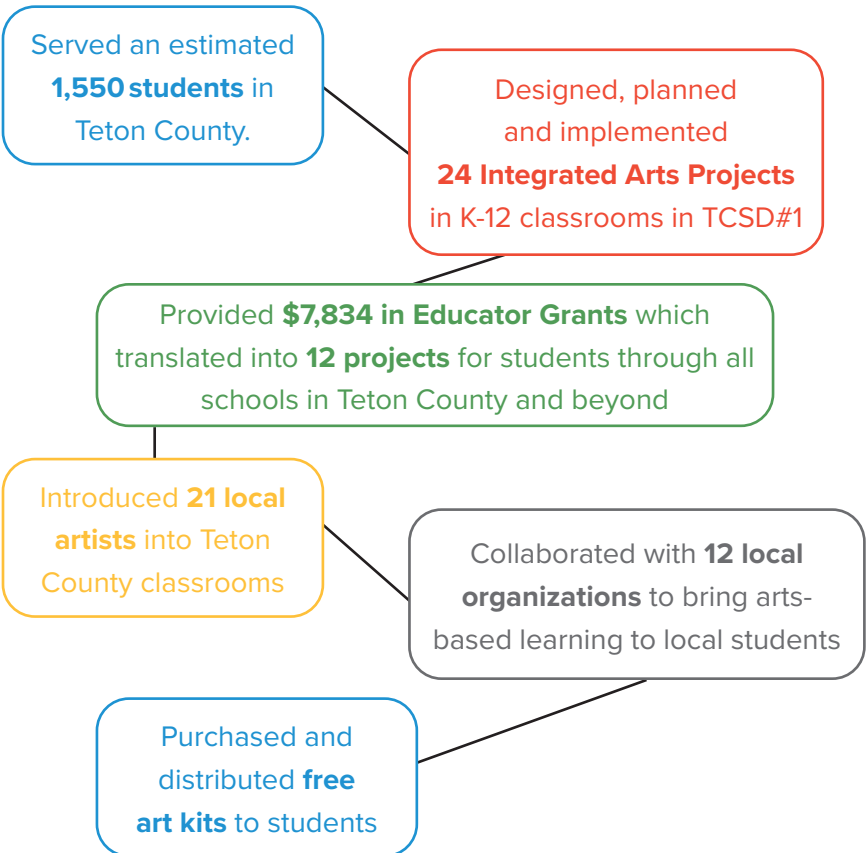 Served an estimated
1,550 students in
Teton County.
Designed, planned
and implemented
24 Integrated Arts Projects
in K-12 classrooms in TCSD#1
Provided $7,834 in Educator Grants which
translated into 12 projects for students through all
schools in Teton County and beyond
Introduced 21 local
artists into Teton
County classrooms
Collaborated with 12 local
organizations to bring arts-
based learning to local students
Purchased and
distributed free
art kits to students